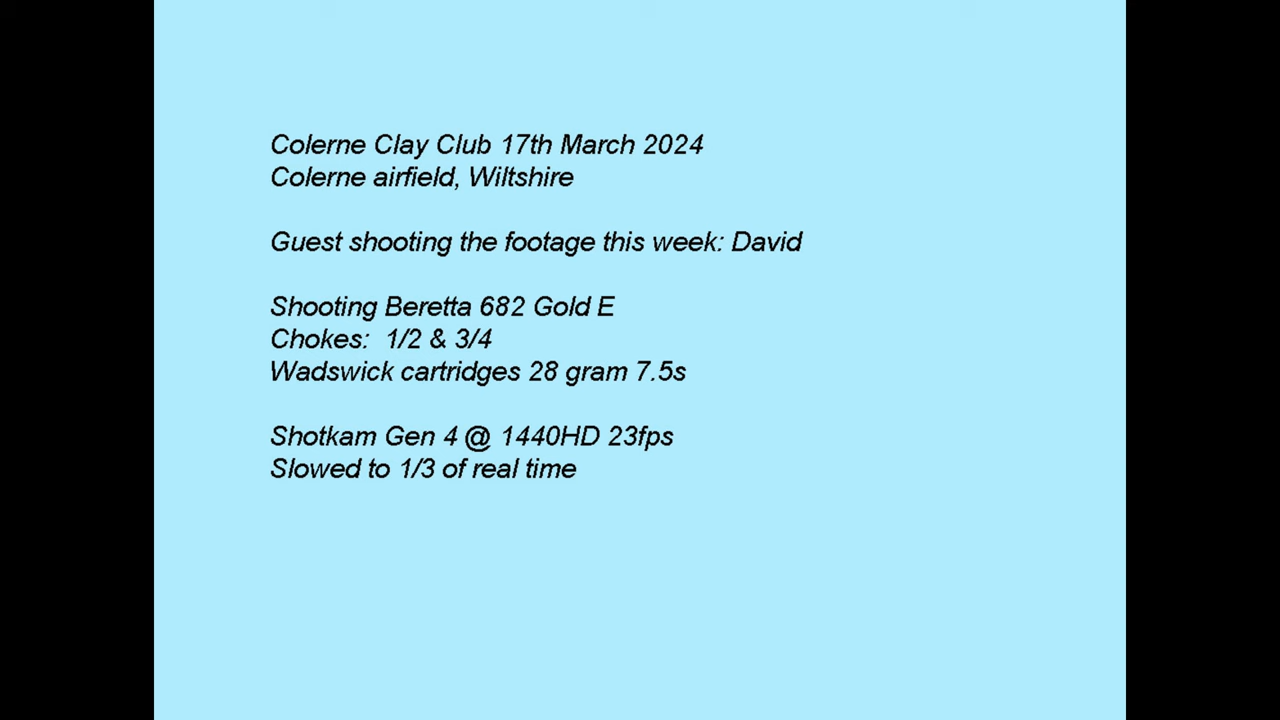 Colerne Clay Club 17th March 2024
Colerne airfield, Wiltshire
Guest shooting the footage this week: David
Shooting Beretta 682 Gold E
Chokes:  1/2 & 3/4
Wadswick cartridges 28 gram 7.5s
Shotkam Gen 4 @ 1440HD 23fps
Slowed to 1/3 of real time